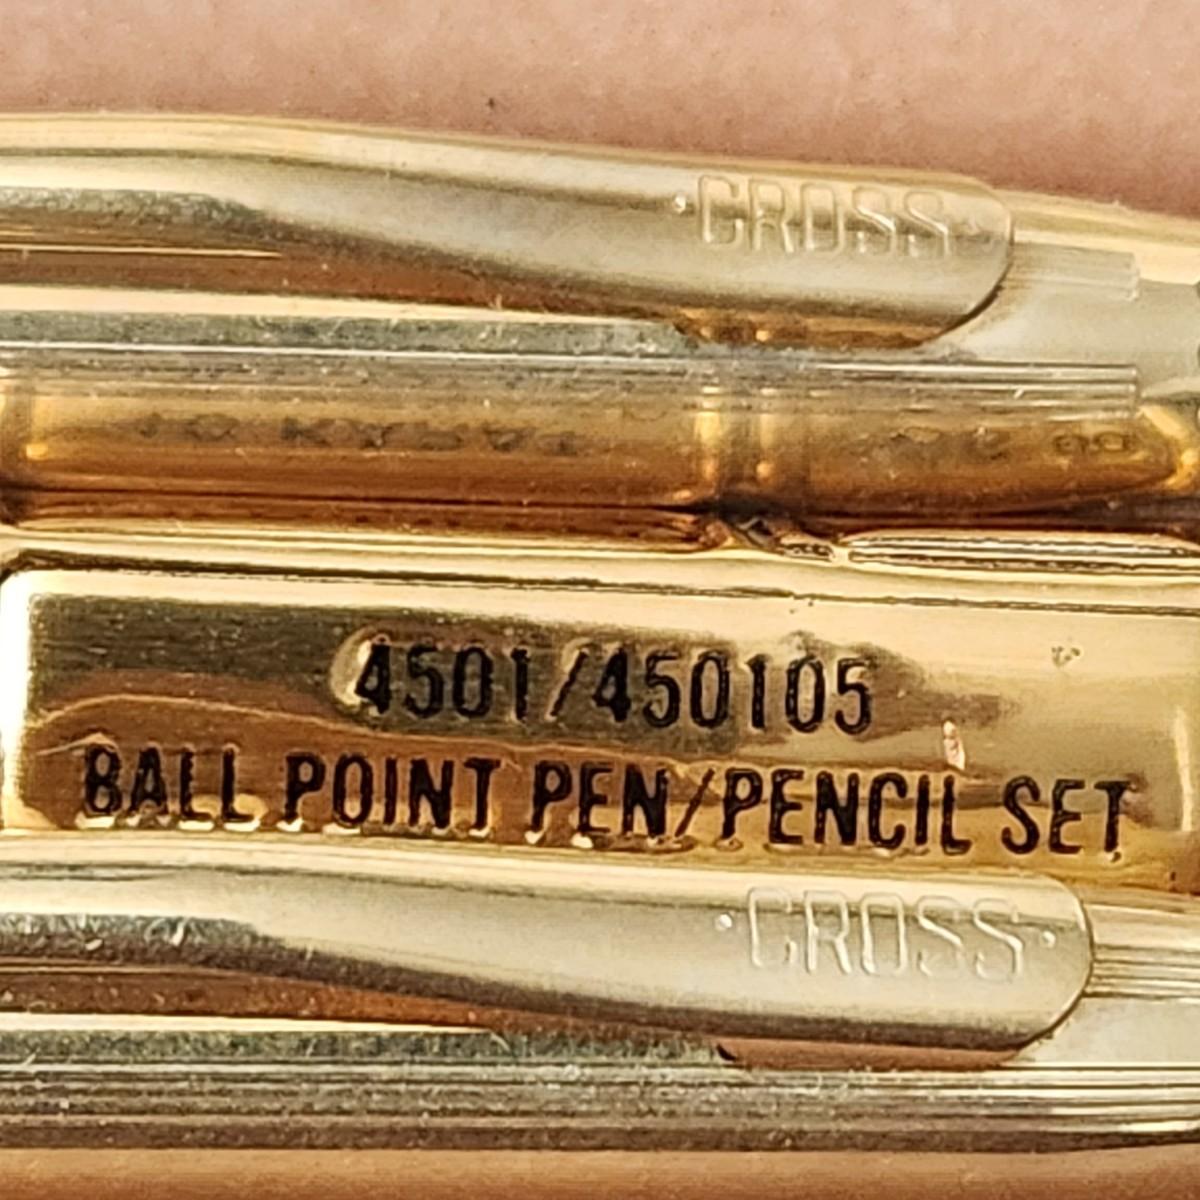 ·CROSS·
4501/450105
BALL POINT PEN/PENCIL SET
·CROSS·